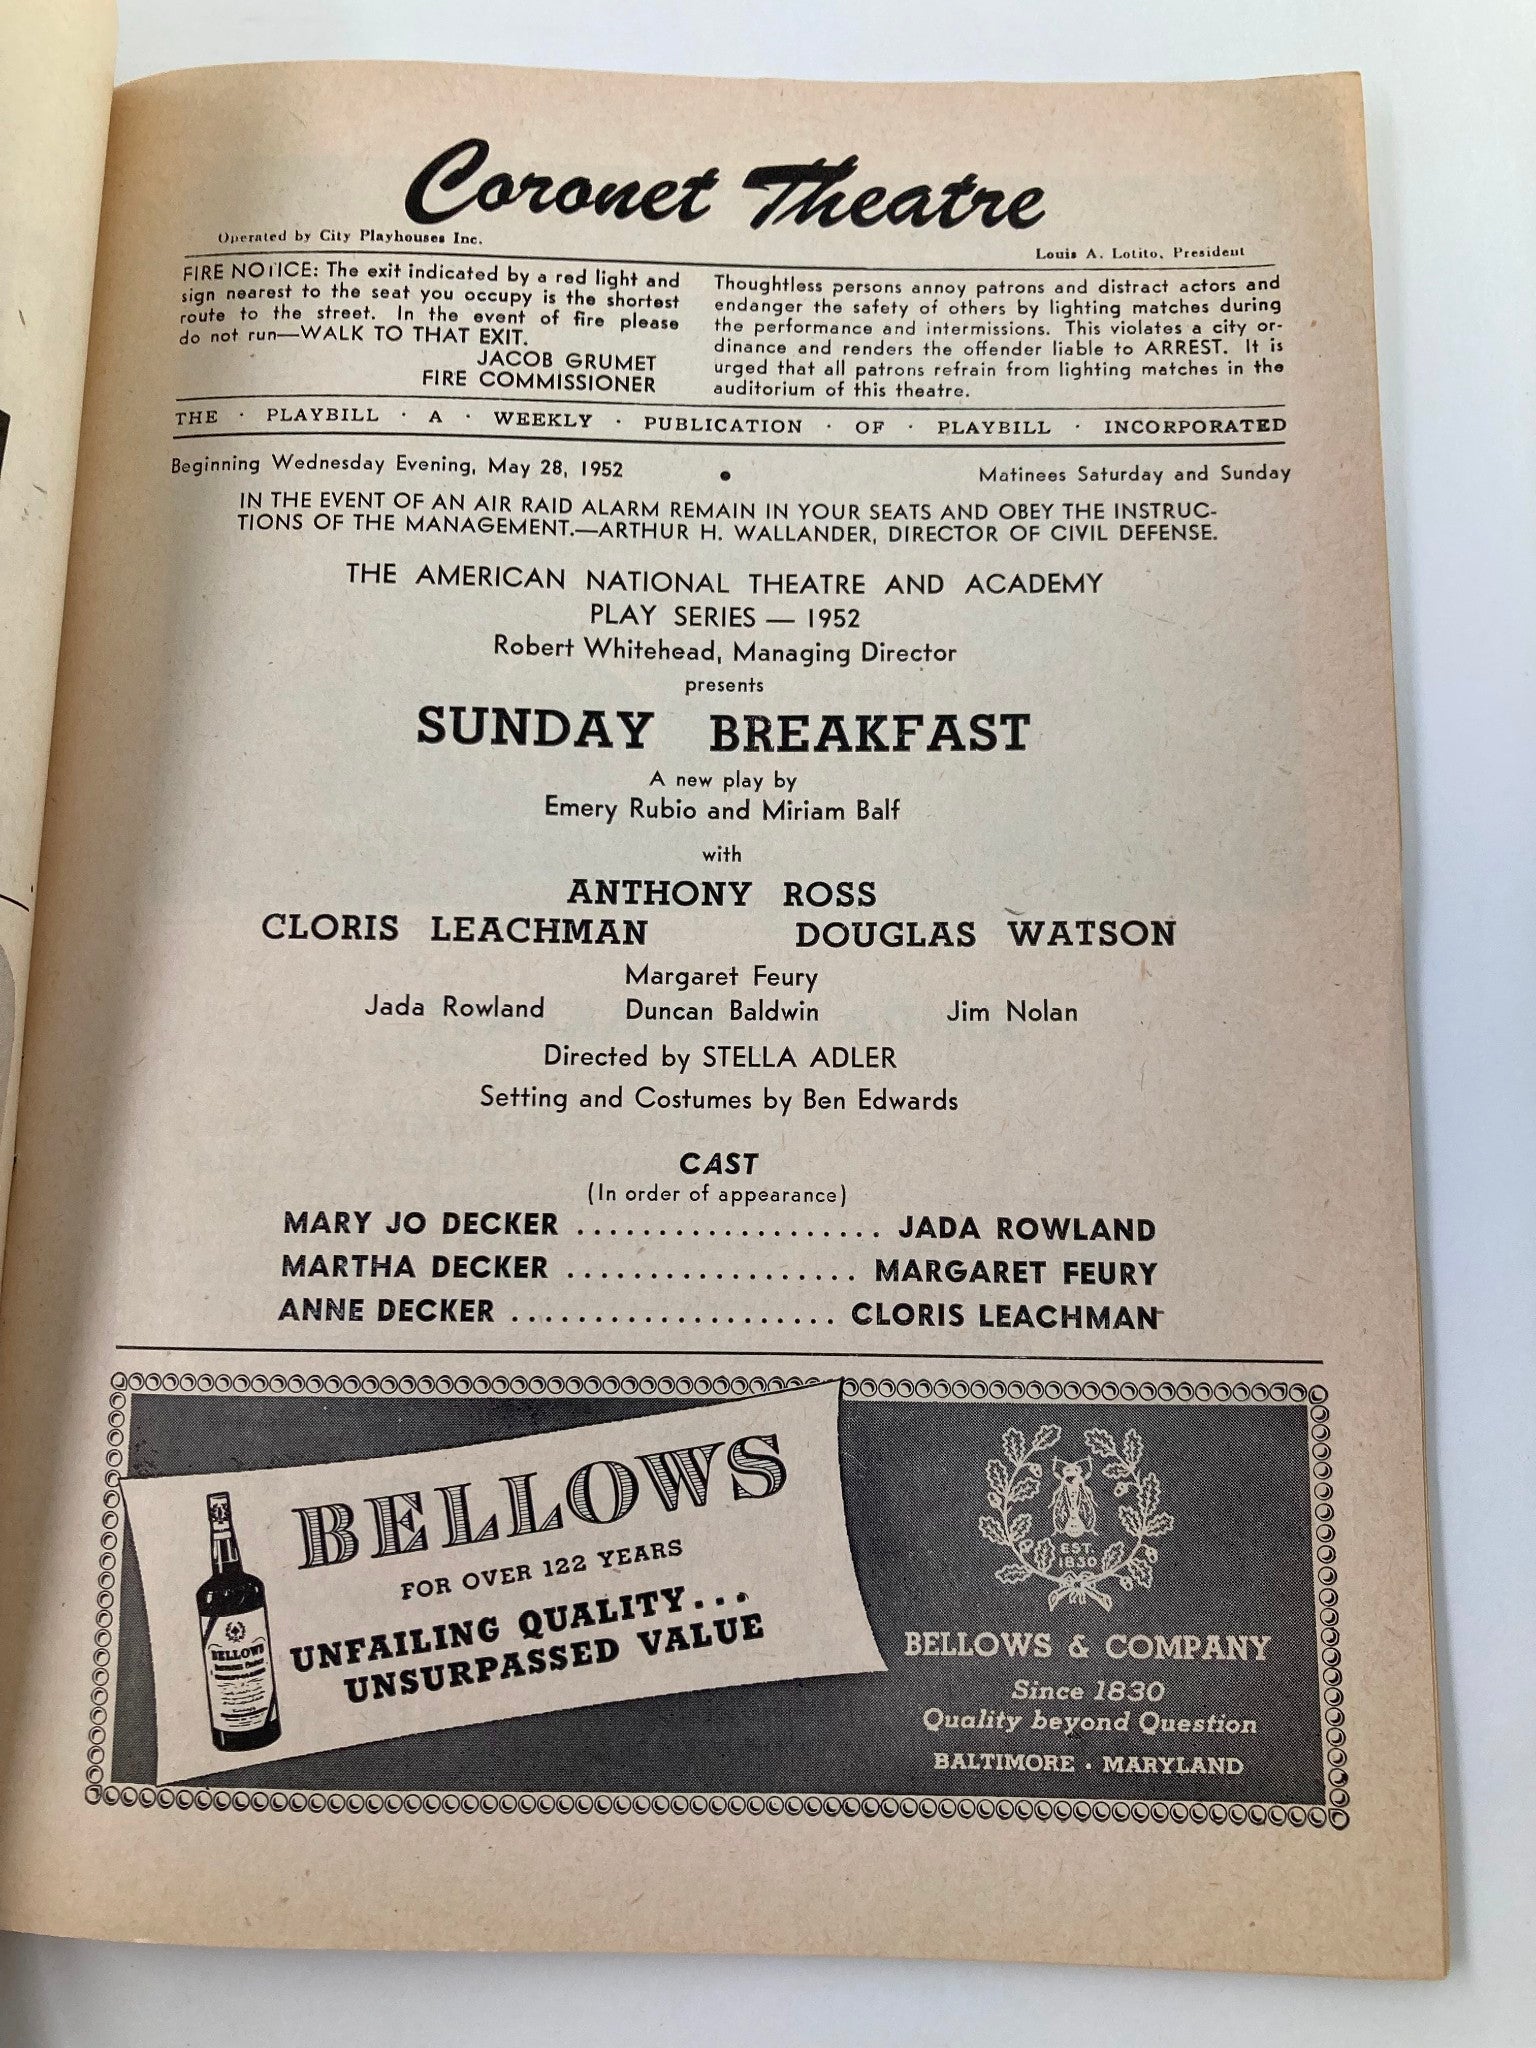 Coronet Theatre
Operated by City Playhouses Inc.
Louis A. Lotito, President
FIRE NOTICE: The exit indicated by a red light and
sign nearest to the seat you occupy is the shortest
route to the street. In the event of fire please
do not run—WALK TO THAT EXIT.
JACOB GRUMET
FIRE COMMISSIONER
Thoughtless persons annoy patrons and distract actors and
endanger the safety of others by lighting matches during
the performance and intermissions. This violates a city or-
dinance and renders the offender liable to ARREST. It is
urged that all patrons refrain from lighting matches in the
auditorium of this theatre.
THE · PLAYBILL · A · WEEKLY · PUBLICATION · OF · PLAYBILL · INCORPORATED
Beginning Wednesday Evening, May 28, 1952 • Matinees Saturday and Sunday
IN THE EVENT OF AN AIR RAID ALARM REMAIN IN YOUR SEATS AND OBEY THE INSTRUC-
TIONS OF THE MANAGEMENT.—ARTHUR H. WALLANDER, DIRECTOR OF CIVIL DEFENSE.
THE AMERICAN NATIONAL THEATRE AND ACADEMY
PLAY SERIES — 1952
Robert Whitehead, Managing Director
presents
SUNDAY BREAKFAST
A new play by
Emery Rubio and Miriam Balf
with
ANTHONY ROSS
CLORIS LEACHMAN DOUGLAS WATSON
Margaret Feury
Jada Rowland Duncan Baldwin Jim Nolan
Directed by STELLA ADLER
Setting and Costumes by Ben Edwards
CAST
(In order of appearance)
MARY JO DECKER ................... JADA ROWLAND
MARTHA DECKER .................. MARGARET FEURY
ANNE DECKER .................... CLORIS LEACHMAN
BELLOWS
FOR OVER 122 YEARS
UNFAILING QUALITY...
UNSURPASSED VALUE
BELLOWS
EST.
1830
BELLOWS & COMPANY
Since 1830
Quality beyond Question
BALTIMORE · MARYLAND